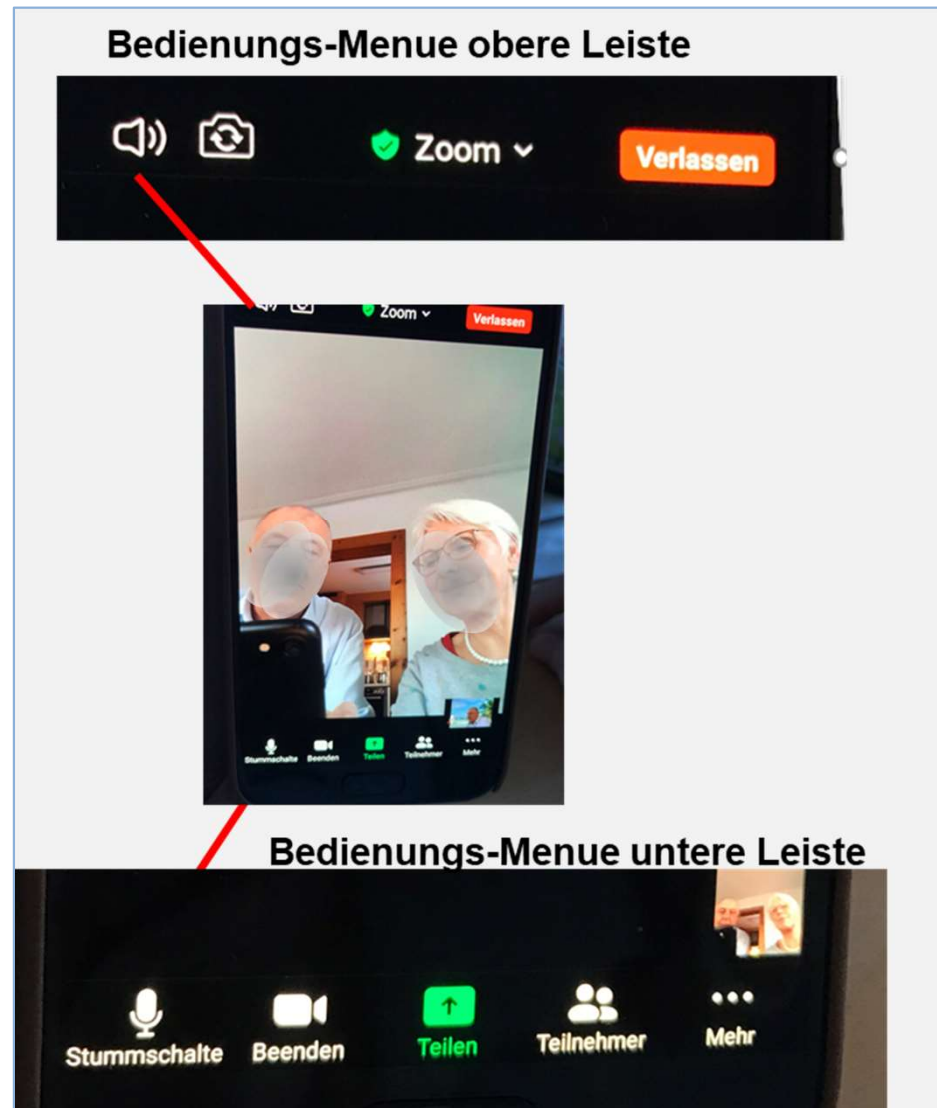 Bedienungs-Menue obere Leiste
Zoom Verlassen
Zoom Verlassen
Stummschalte Beenden Teilen Teilnehmer Mehr
Bedienungs-Menue untere Leiste
Stummschalte Beenden Teilen Teilnehmer Mehr